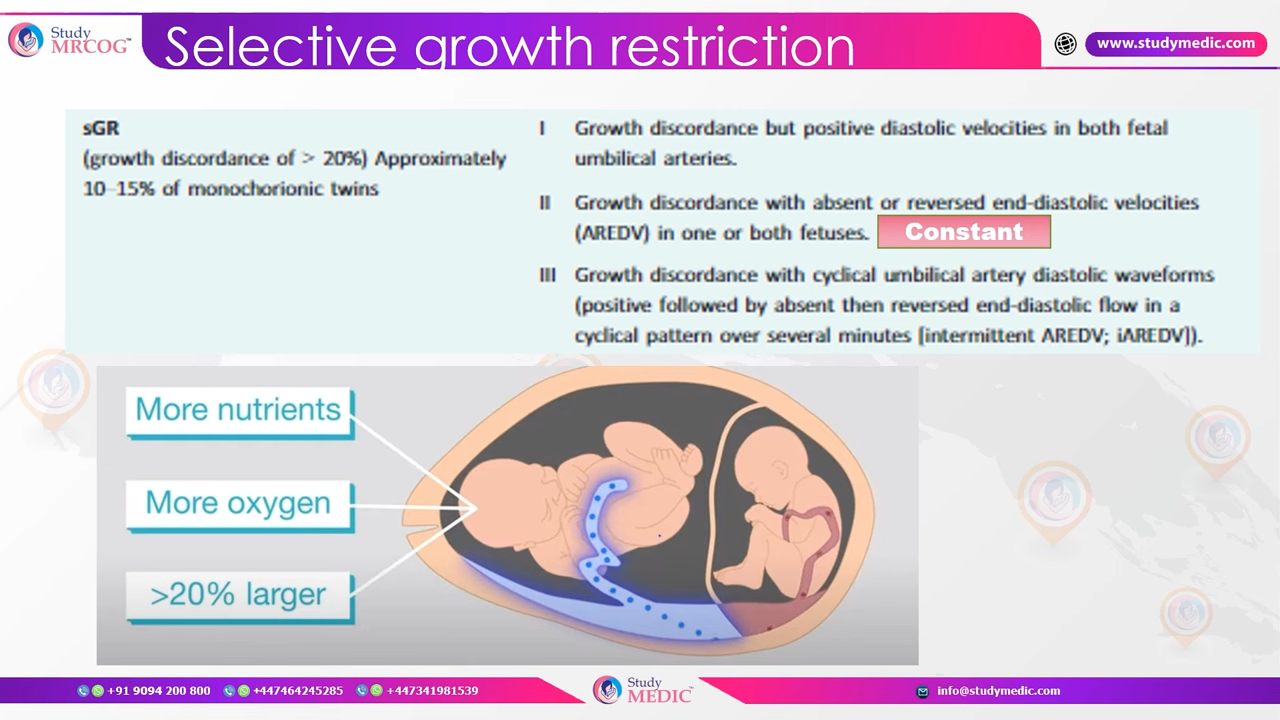 Study
MRCOG™
Selective growth restriction
www.studymedic.com
sGR
(growth discordance of > 20%) Approximately
10–15% of monochorionic twins
I Growth discordance but positive diastolic velocities in both fetal
umbilical arteries.
II Growth discordance with absent or reversed end-diastolic velocities
(AREDV) in one or both fetuses. Constant
III Growth discordance with cyclical umbilical artery diastolic waveforms
(positive followed by absent then reversed end-diastolic flow in a
cyclical pattern over several minutes [intermittent AREDV; iAREDV]).
More nutrients
More oxygen
>20% larger
+91 9094 200 800 +447464245285 +447341981539
Study
MEDIC™
info@studymedic.com